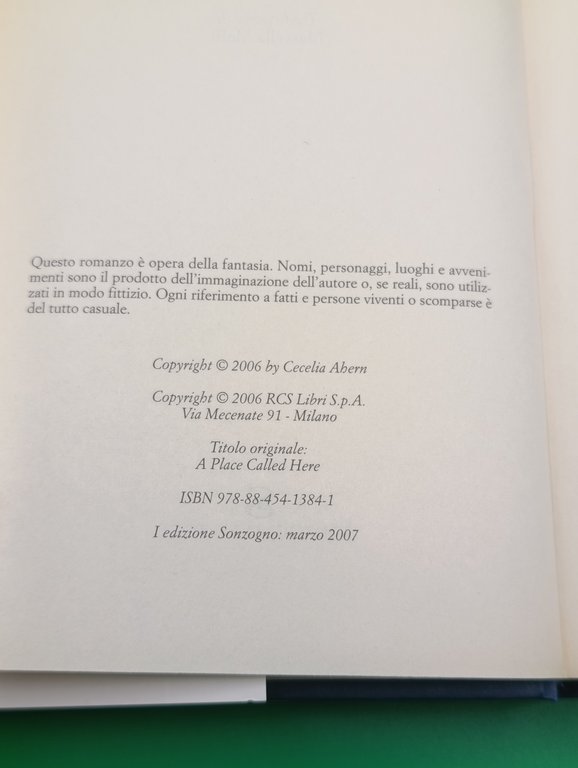 Questo romanzo è opera della fantasia. Nomi, personaggi, luoghi e avveni-
menti sono il prodotto dell'immaginazione dell'autore o, se reali, sono utiliz-
zati in modo fittizio. Ogni riferimento a fatti e persone viventi o scomparse è
del tutto casuale.
Copyright © 2006 by Cecelia Ahern
Copyright © 2006 RCS Libri S.p.A.
Via Mecenate 91 - Milano
Titolo originale:
A Place Called Here
ISBN 978-88-454-1384-1
I edizione Sonzogno: marzo 2007